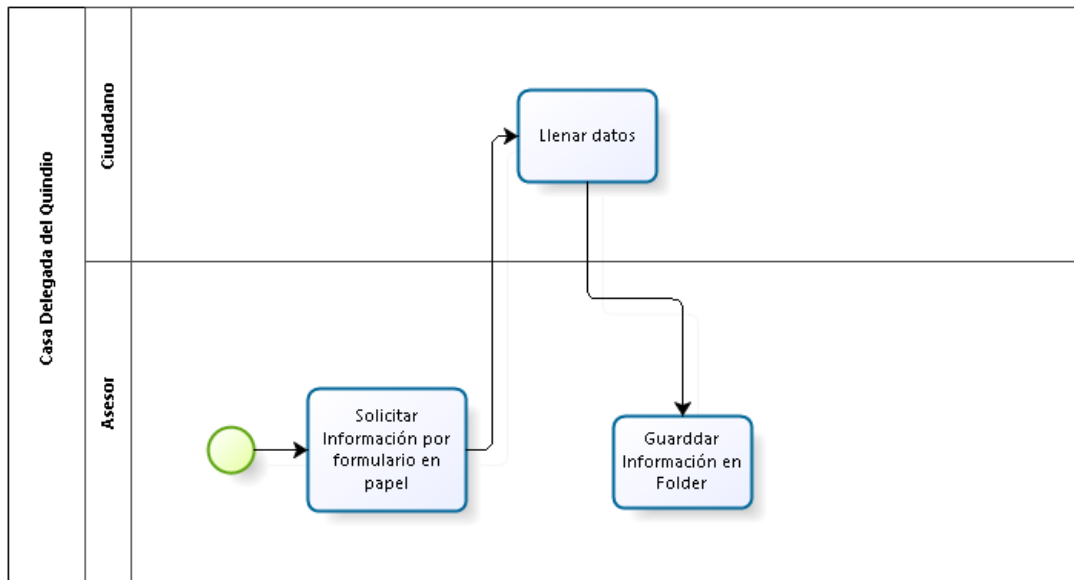 Casa Delegada del Quindio
Ciudadano
Llenar datos
Asesor
Solicitar
Información por
formulario en
papel
Guarddar
Información en
Folder